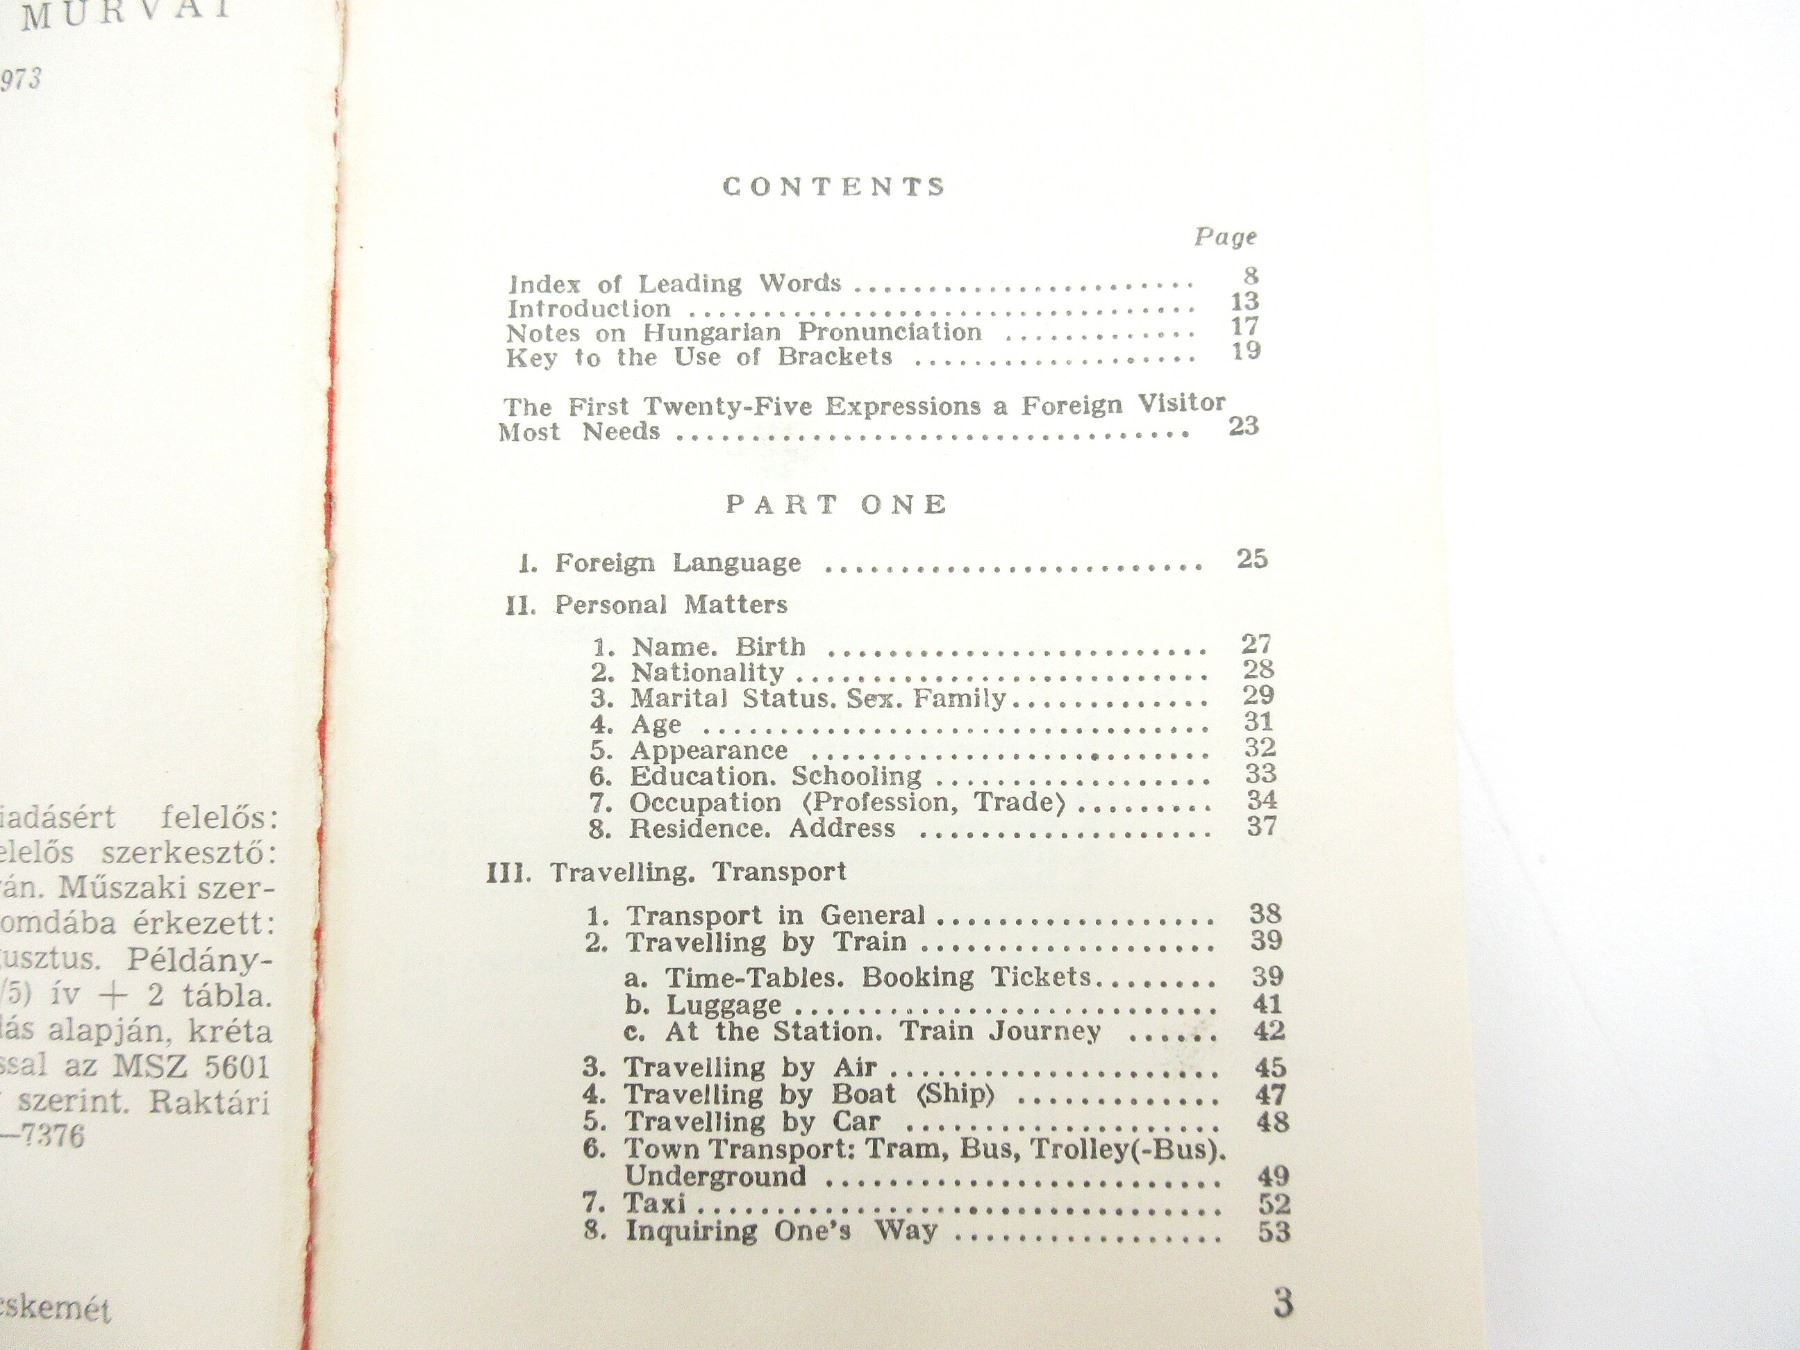 MURVAI
973
iadásért felelős:
elelős szerkesztő:
ván. Műszaki szer-
omdába érkezett:
gusztus. Példány-
/5) ív + 2 tábla.
lás alapján, kréta
ssal az MSZ 5601
szerint. Raktári
—7376
cskemét
CONTENTS
Page
Index of Leading Words ........................ 8
Introduction .................................. 13
Notes on Hungarian Pronunciation ............. 17
Key to the Use of Brackets ................... 19
The First Twenty-Five Expressions a Foreign Visitor
Most Needs ................................... 23
PART ONE
I. Foreign Language ......................... 25
II. Personal Matters
1. Name. Birth ......................... 27
2. Nationality ........................... 28
3. Marital Status. Sex. Family ............. 29
4. Age ................................. 31
5. Appearance .......................... 32
6. Education. Schooling ................... 33
7. Occupation ⟨Profession, Trade⟩ ......... 34
8. Residence. Address ................... 37
III. Travelling. Transport
1. Transport in General ................... 38
2. Travelling by Train .................... 39
a. Time-Tables. Booking Tickets ........ 39
b. Luggage ............................ 41
c. At the Station. Train Journey ...... 42
3. Travelling by Air ...................... 45
4. Travelling by Boat ⟨Ship⟩ ............. 47
5. Travelling by Car ..................... 48
6. Town Transport: Tram, Bus, Trolley(-Bus).
Underground .......................... 49
7. Taxi ................................... 52
8. Inquiring One's Way .................. 53
3